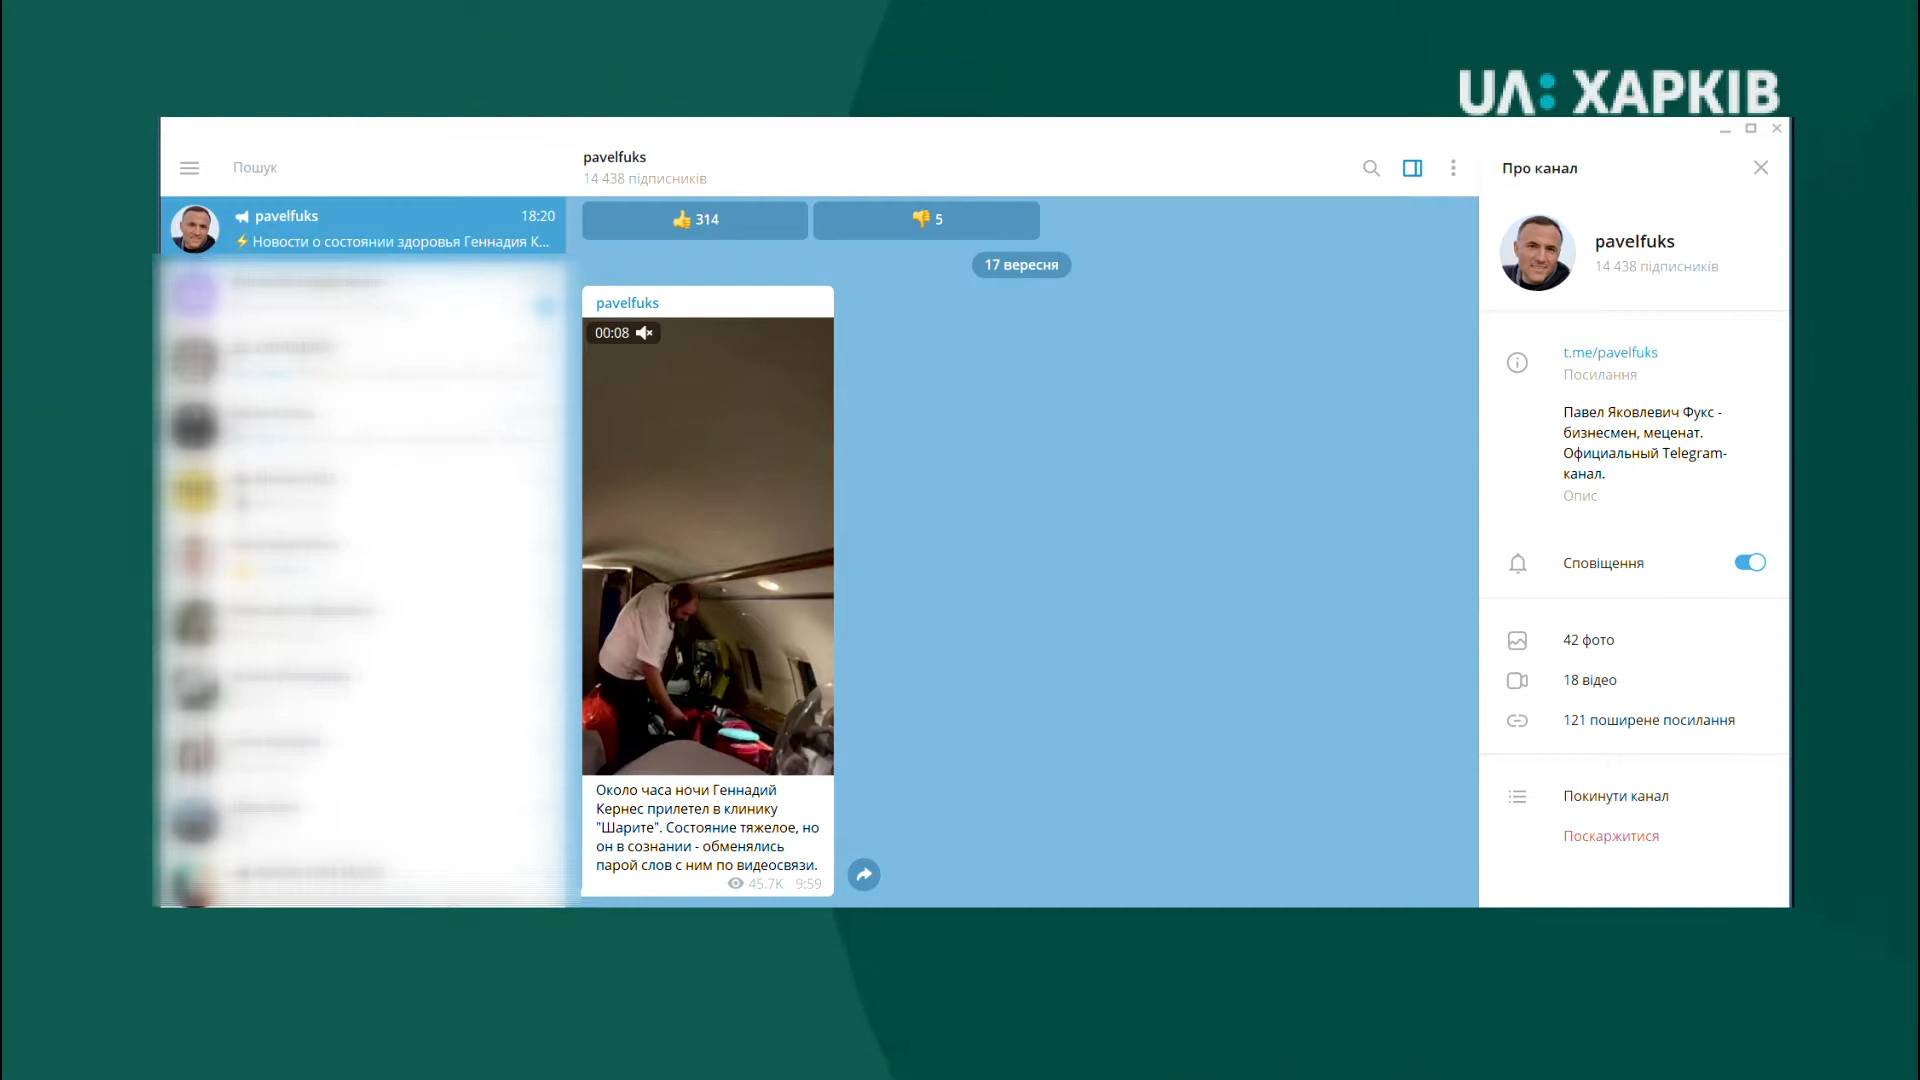 UA: ХАРКІВ
Пошук
pavelfuks
14 438 підписників
Про канал
pavelfuks
18:20
⚡Новости о состоянии здоровья Геннадия К...
👍 314
👎 5
17 вересня
pavelfuks
00:08
Около часа ночи Геннадий
Кернес прилетел в клинику
"Шарите". Состояние тяжелое, но
он в сознании - обменялись
парой слов с ним по видеосвязи.
45.7K 9:59
pavelfuks
14 438 підписників
t.me/pavelfuks
Посилання
Павел Яковлевич Фукс -
бизнесмен, меценат.
Официальный Telegram-
канал.
Опис
Сповіщення
42 фото
18 відео
121 поширене посилання
Покинути канал
Поскаржитися